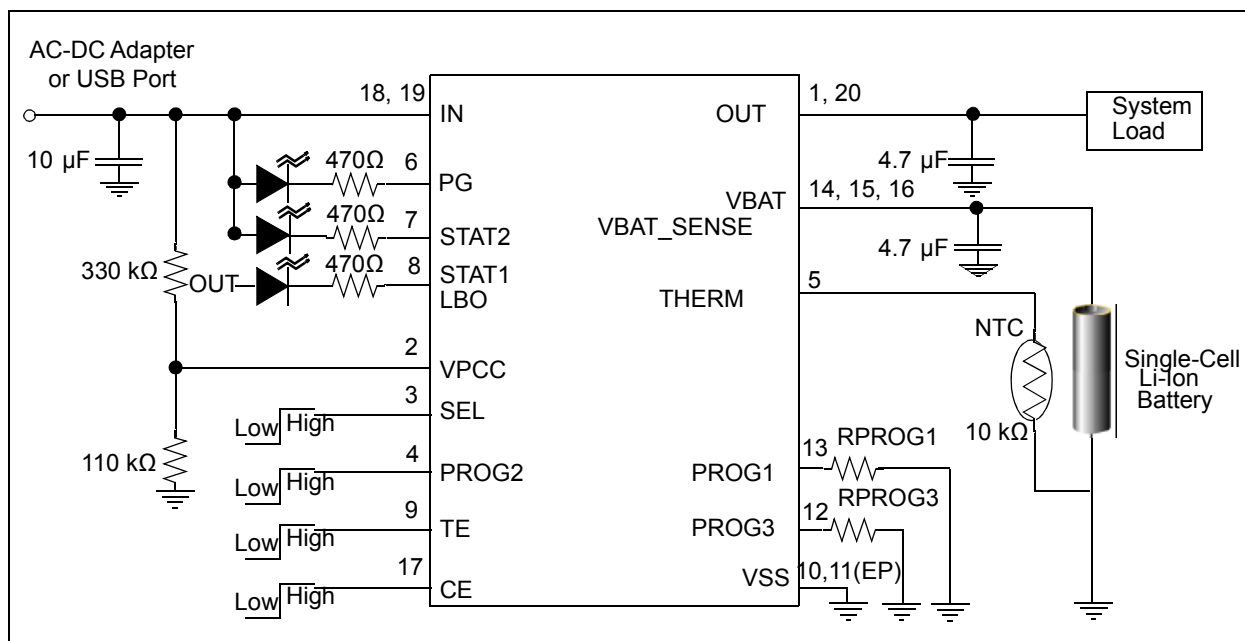 AC-DC Adapter
or USB Port
18, 19
IN
OUT
1, 20
System
Load
10 µF
470Ω
6
PG
4.7 µF
VBAT
14, 15, 16
470Ω
7
STAT2
VBAT_SENSE
4.7 µF
330 kΩ
OUT
470Ω
8
STAT1
LBO
THERM
5
NTC
2
VPCC
Single-Cell
Li-Ion
Battery
3
SEL
Low
High
10 kΩ
110 kΩ
4
PROG2
Low
High
PROG1
13
RPROG1
9
TE
Low
High
PROG3
12
RPROG3
17
CE
Low
High
VSS
10,11(EP)